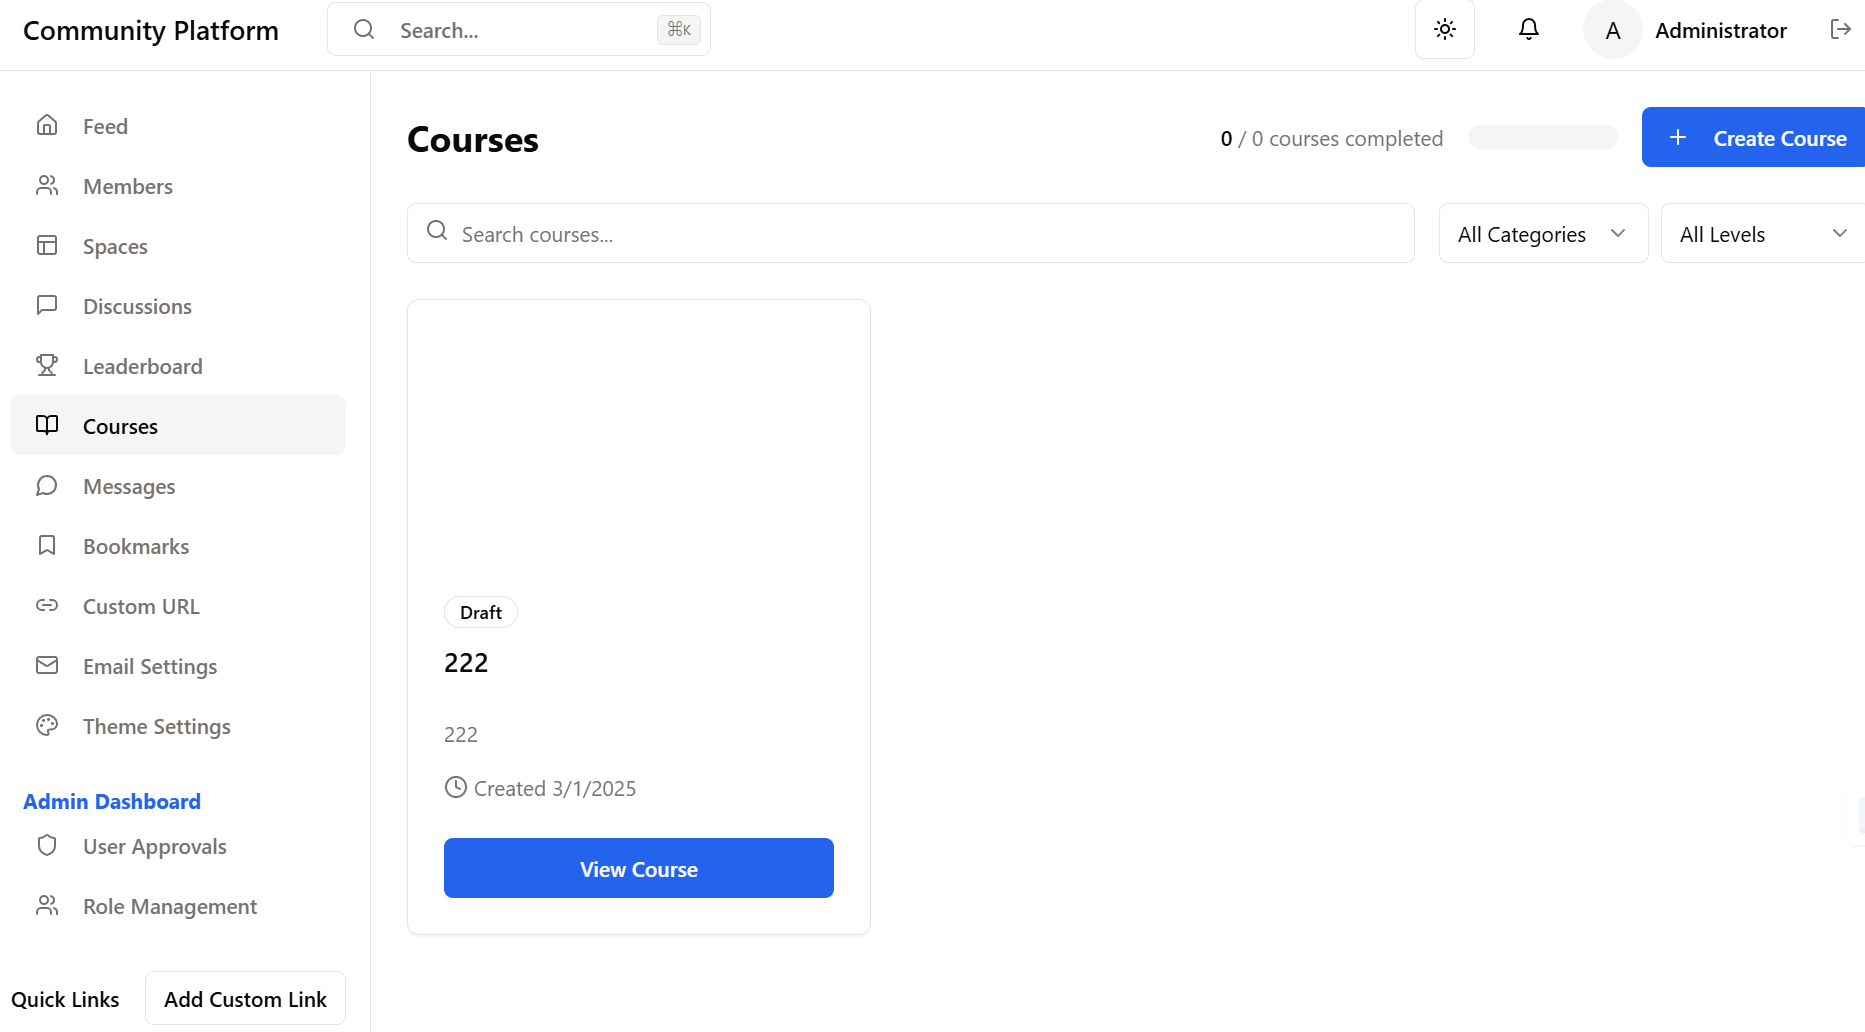 Community Platform
Search...
⌘K
A
Administrator
Feed
Members
Spaces
Discussions
Leaderboard
Courses
Messages
Bookmarks
Custom URL
Email Settings
Theme Settings
Admin Dashboard
User Approvals
Role Management
Quick Links
Add Custom Link
Courses
0 / 0 courses completed
Create Course
Search courses...
All Categories
All Levels
Draft
222
222
Created 3/1/2025
View Course